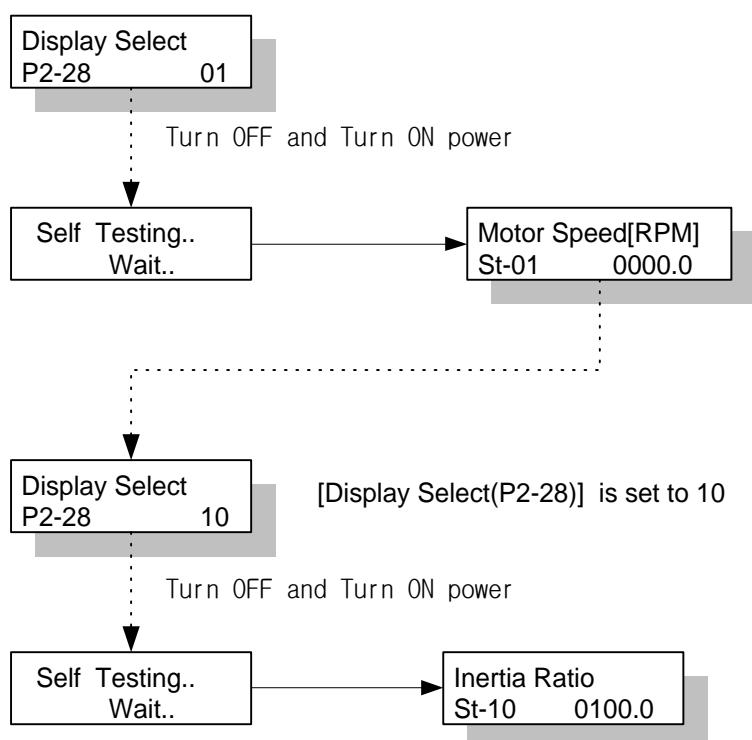 Display Select
P2-28 01
Turn OFF and Turn ON power
Self Testing..
Wait..
Motor Speed[RPM]
St-01 0000.0
Display Select
P2-28 10
[Display Select(P2-28)] is set to 10
Turn OFF and Turn ON power
Self Testing..
Wait..
Inertia Ratio
St-10 0100.0